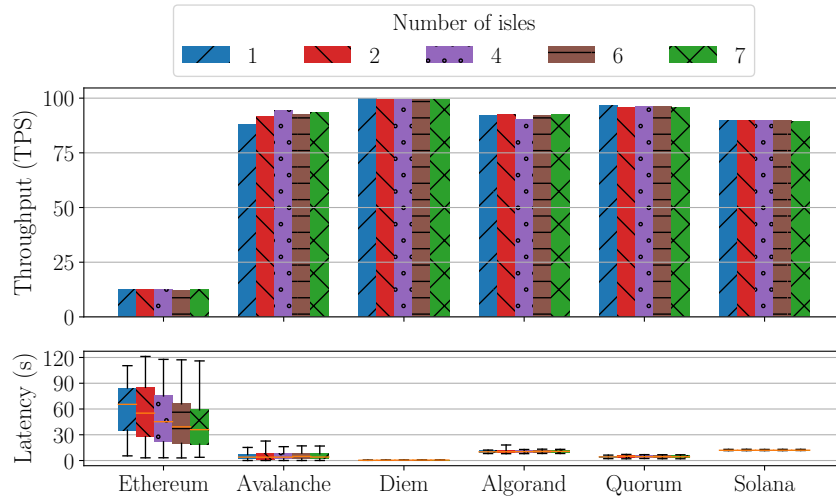 Number of isles
1 2 4 6 7
Throughput (TPS)
100
75
50
25
0
Latency (s)
120
90
60
30
0
Ethereum Avalanche Diem Algorand Quorum Solana